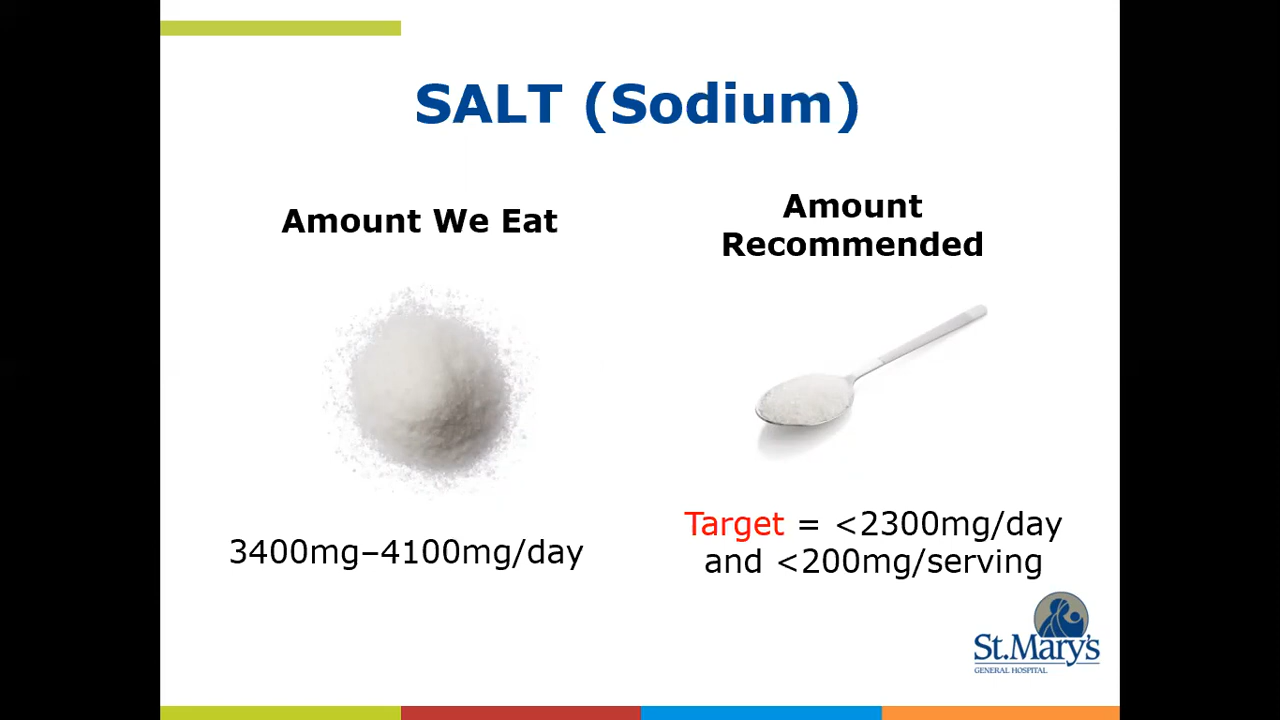 SALT (Sodium)
Amount We Eat
3400mg–4100mg/day
Amount
Recommended
Target = <2300mg/day
and <200mg/serving
St.Mary's
GENERAL HOSPITAL